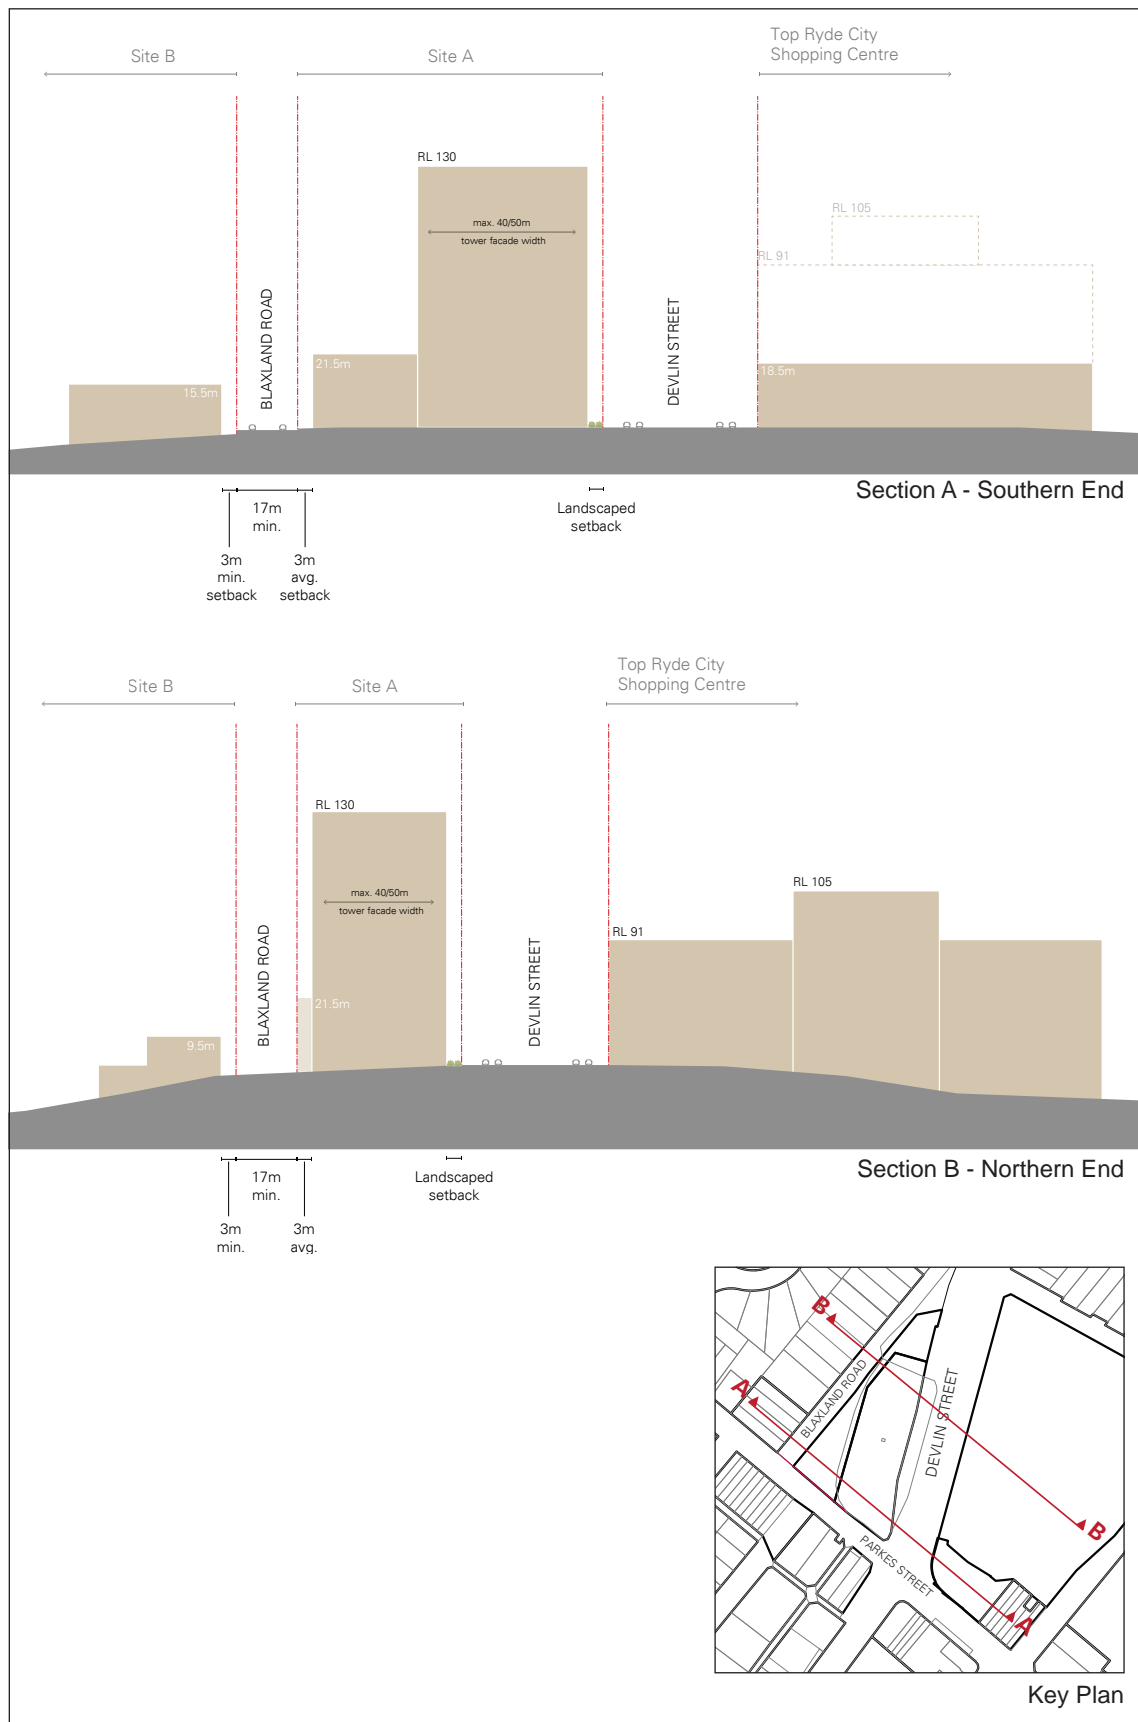 Site B
Site A
Top Ryde City
Shopping Centre
RL 130
max. 40/50m
tower facade width
RL 105
RL 91
BLAXLAND ROAD
DEVLIN STREET
21.5m
15.5m
18.5m
Section A - Southern End
17m
min.
Landscaped
setback
3m
min.
setback
3m
avg.
setback
Site B
Site A
Top Ryde City
Shopping Centre
RL 130
max. 40/50m
tower facade width
RL 105
RL 91
BLAXLAND ROAD
DEVLIN STREET
21.5m
9.5m
Section B - Northern End
17m
min.
Landscaped
setback
3m
min.
3m
avg.
B
A
BLAXLAND ROAD
DEVLIN STREET
PARKES STREET
B
A
Key Plan